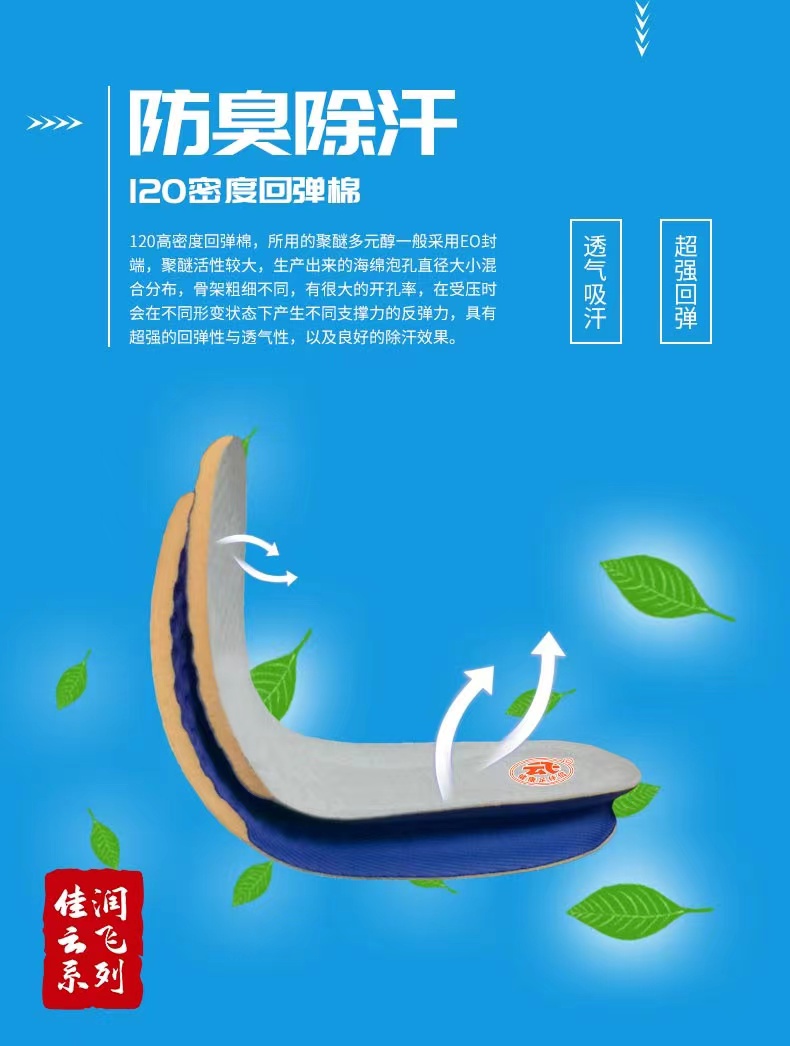 防臭除汗
120密度回弹棉
120高密度回弹棉，所用的聚醚多元醇一般采用EO封
端，聚醚活性较大，生产出来的海绵泡孔直径大小混
合分布，骨架粗细不同，有很大的开孔率，在受压时
会在不同形变状态下产生不同支撑力的反弹力，具有
超强的回弹性与透气性，以及良好的除汗效果。
透气吸汗
超强回弹
佳润
云飞
系列